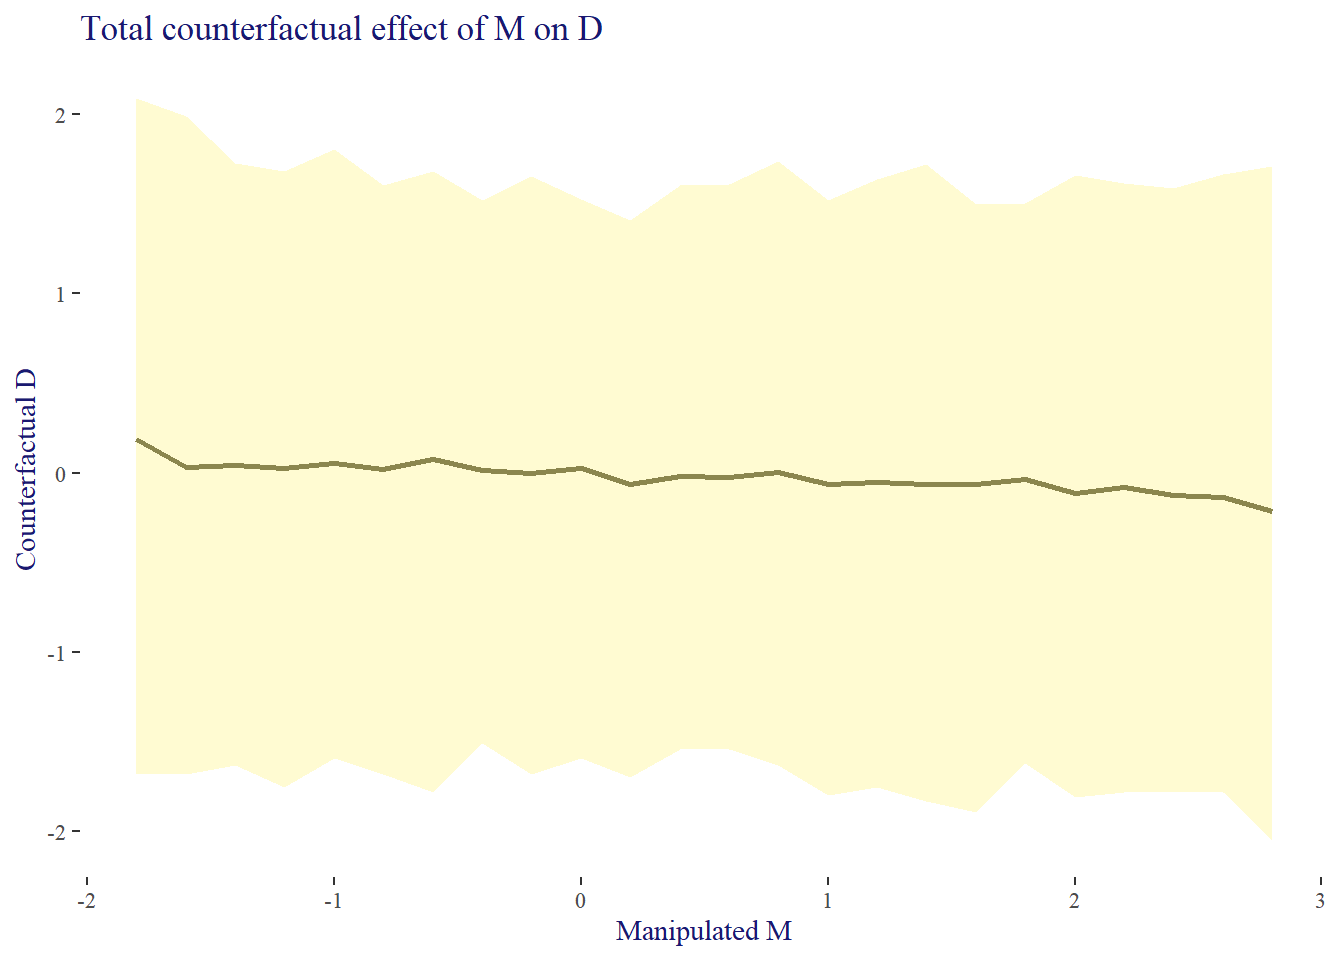 Total counterfactual effect of M on D
2
1
0
-1
-2
Counterfactual D
-2 -1 0 1 2 3
Manipulated M